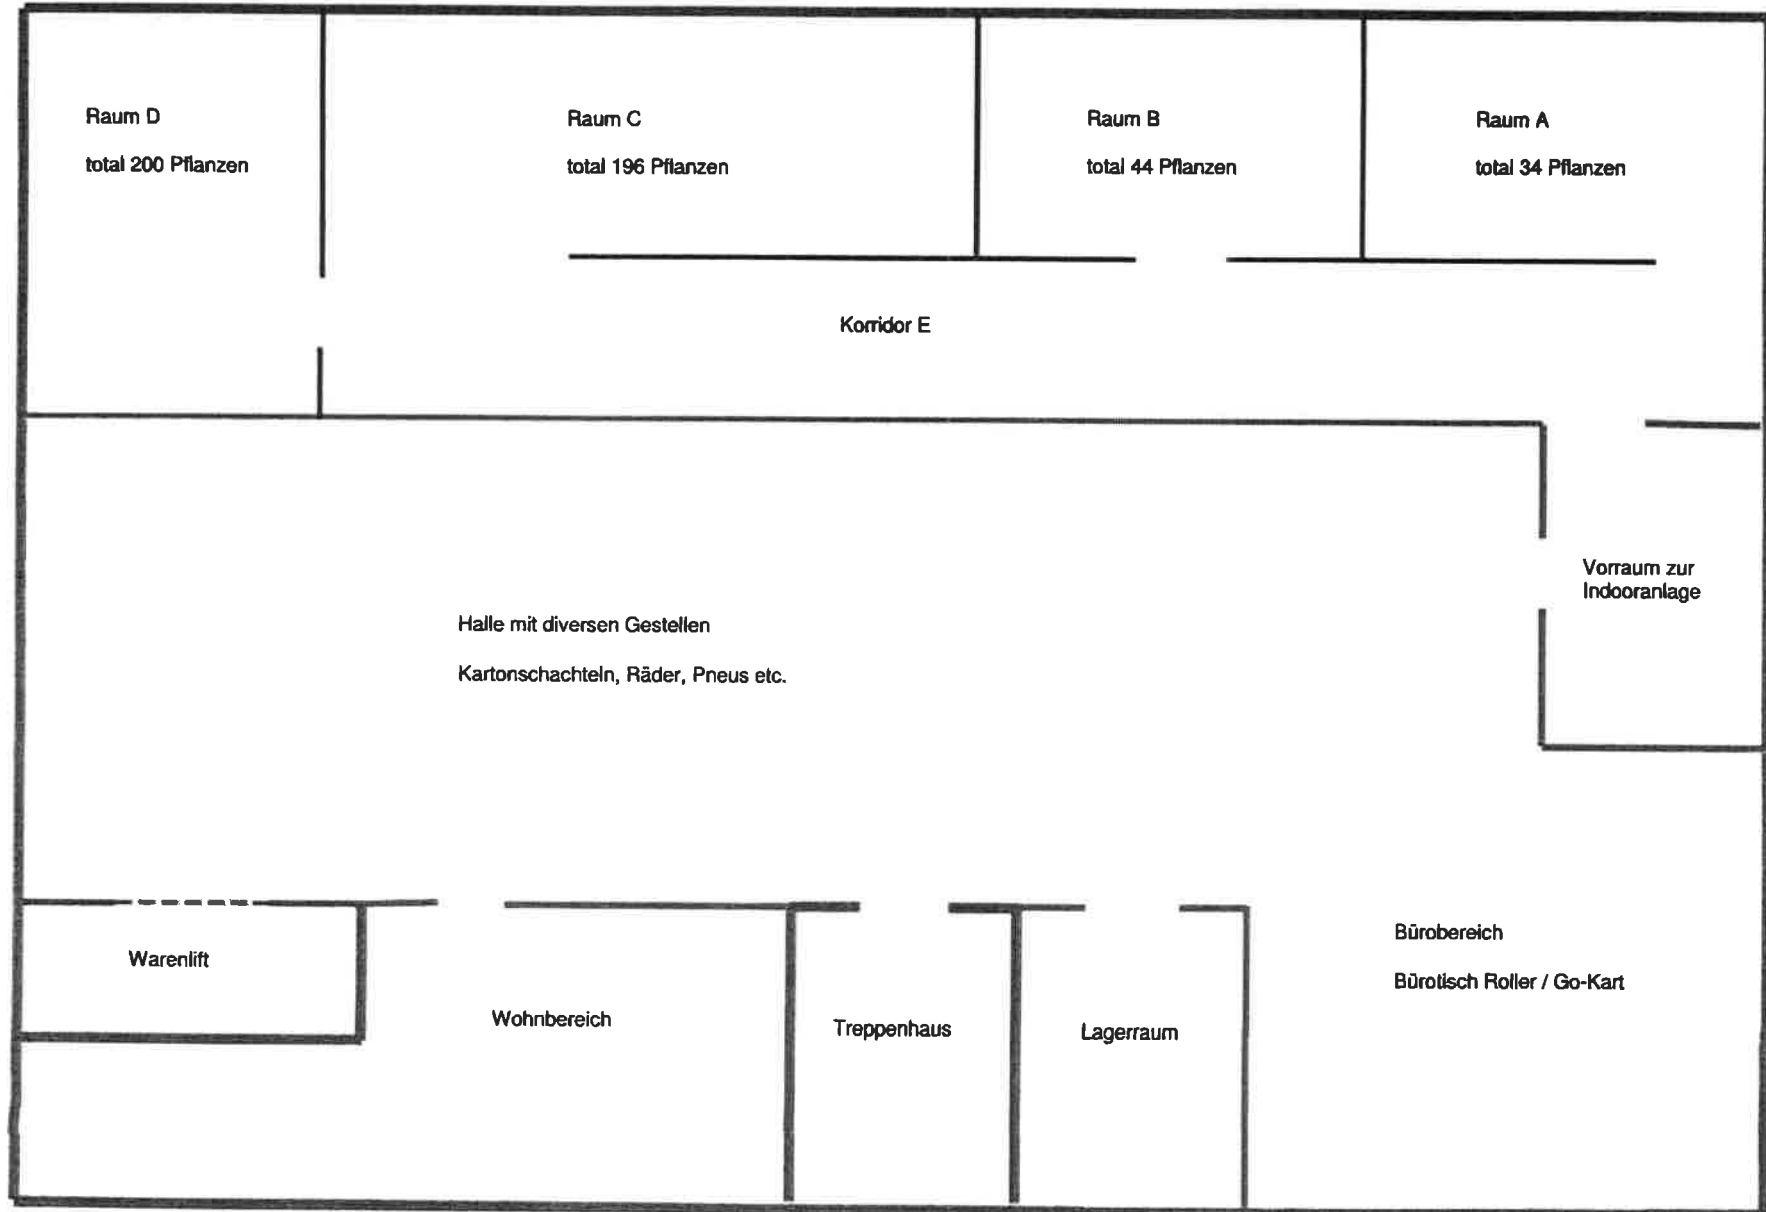 Raum D
total 200 Pflanzen
Raum C
total 196 Pflanzen
Raum B
total 44 Pflanzen
Raum A
total 34 Pflanzen
Korridor E
Vorraum zur
Indooranlage
Halle mit diversen Gestellen
Kartonschachteln, Räder, Pneus etc.
Warenlift
Wohnbereich
Treppenhaus
Lagerraum
Bürobereich
Bürotisch Roller / Go-Kart